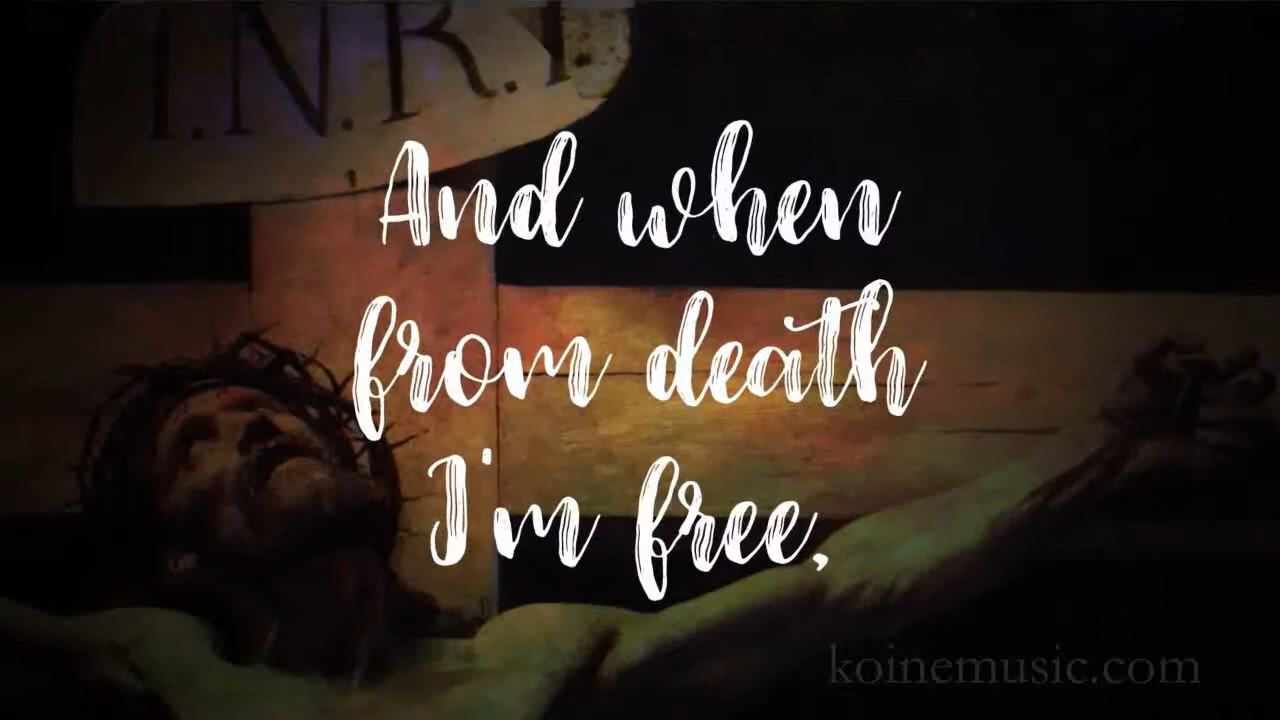 I.N.R.I
And when
from death
I'm free,
koinemusic.com